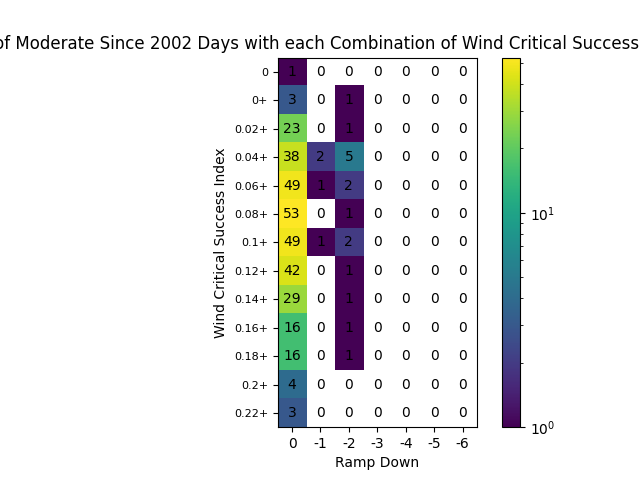 of Moderate Since 2002 Days with each Combination of Wind Critical Success
Wind Critical Success Index
0 1 0 0 0 0 0 0
0+ 3 0 1 0 0 0 0
0.02+ 23 0 1 0 0 0 0
0.04+ 38 2 5 0 0 0 0
0.06+ 49 1 2 0 0 0 0
0.08+ 53 0 1 0 0 0 0
0.1+ 49 1 2 0 0 0 0
0.12+ 42 0 1 0 0 0 0
0.14+ 29 0 1 0 0 0 0
0.16+ 16 0 1 0 0 0 0
0.18+ 16 0 1 0 0 0 0
0.2+ 4 0 0 0 0 0 0
0.22+ 3 0 0 0 0 0 0
0 -1 -2 -3 -4 -5 -6
Ramp Down
10¹
10⁰